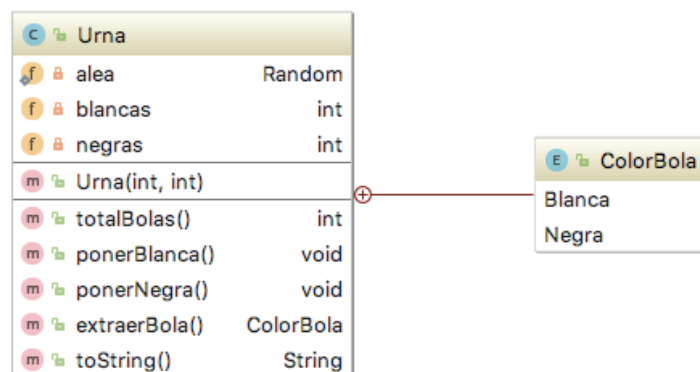 C Urna
f alea Random
f blancas int
f negras int
m Urna(int, int)
m totalBolas() int
m ponerBlanca() void
m ponerNegra() void
m extraerBola() ColorBola
m toString() String
E ColorBola
Blanca
Negra